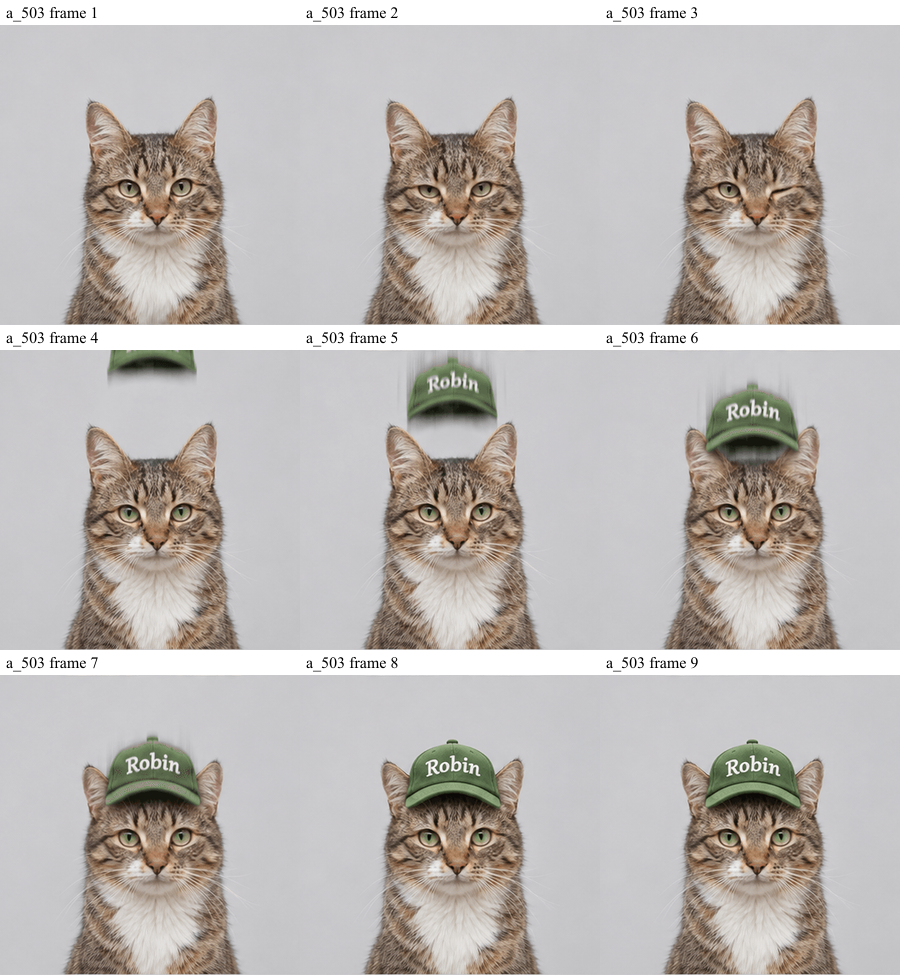 a_503 frame 1
a_503 frame 2
a_503 frame 3
a_503 frame 4
a_503 frame 5
a_503 frame 6
Robin
Robin
a_503 frame 7
a_503 frame 8
a_503 frame 9
Robin
Robin
Robin